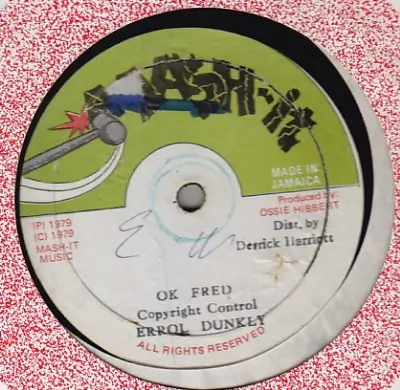 MASH-IT
MADE IN
JAMAICA
Produced by:
OSSIE HIBBERT
Dist. by
Derrick Harriott
(P) 1979
(C) 1979
MASH-IT
MUSIC
OK FRED
Copyright Control
ERROL DUNKLY
ALL RIGHTS RESERVED